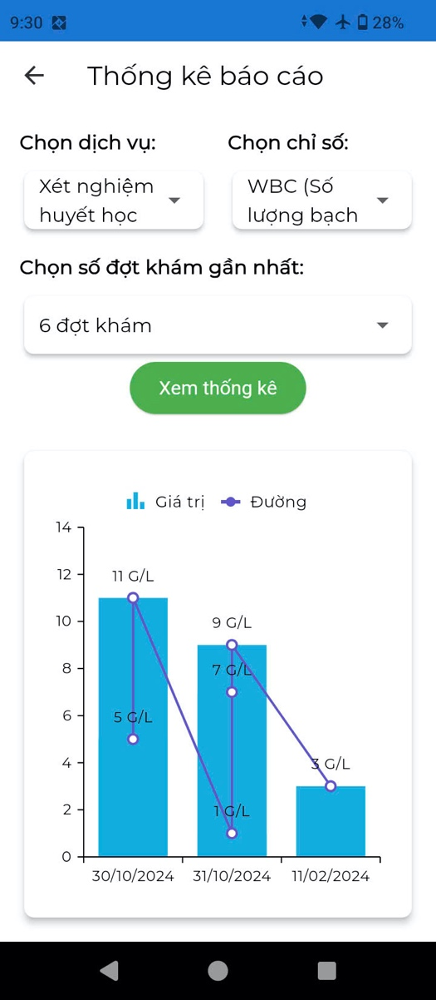 9:30
28%
Thống kê báo cáo
Chọn dịch vụ:
Chọn chỉ số:
Xét nghiệm
huyết học
WBC (Số
lượng bạch
Chọn số đợt khám gần nhất:
6 đợt khám
Xem thống kê
Giá trị
Đường
14
12
10
8
6
4
2
0
11 G/L
5 G/L
9 G/L
7 G/L
1 G/L
3 G/L
30/10/2024
31/10/2024
11/02/2024